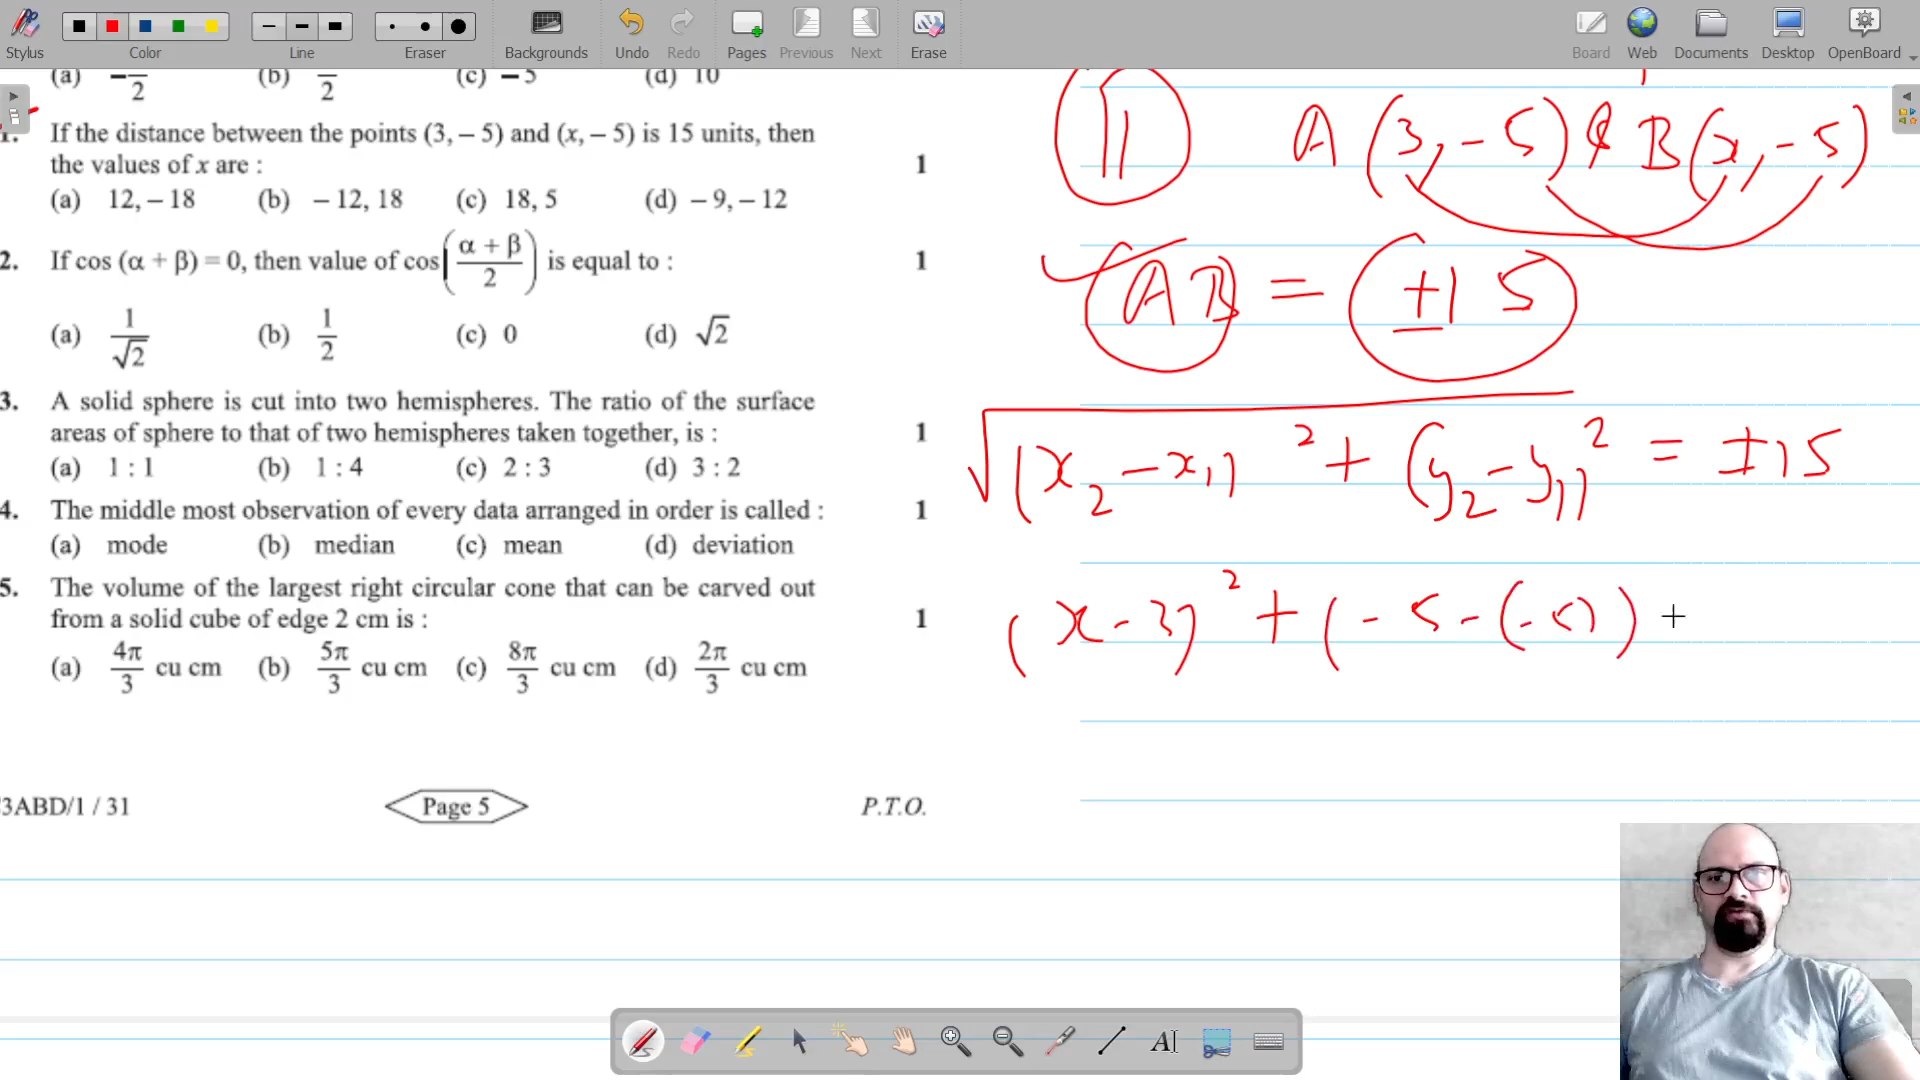 Stylus Color Line Eraser Backgrounds Undo Redo Pages Previous Next Erase Board Web Documents Desktop OpenBoard
(a) −/2 (b) /2 (c) −5 (d) 10
1. If the distance between the points (3, – 5) and (x, – 5) is 15 units, then
the values of x are : 1
(a) 12, – 18 (b) – 12, 18 (c) 18, 5 (d) – 9, – 12
2. If cos (α + β) = 0, then value of cos((α + β)/2) is equal to : 1
(a) 1/√2 (b) 1/2 (c) 0 (d) √2
3. A solid sphere is cut into two hemispheres. The ratio of the surface
areas of sphere to that of two hemispheres taken together, is : 1
(a) 1 : 1 (b) 1 : 4 (c) 2 : 3 (d) 3 : 2
4. The middle most observation of every data arranged in order is called : 1
(a) mode (b) median (c) mean (d) deviation
5. The volume of the largest right circular cone that can be carved out
from a solid cube of edge 2 cm is : 1
(a) 4π/3 cu cm (b) 5π/3 cu cm (c) 8π/3 cu cm (d) 2π/3 cu cm
3ABD/1 / 31 Page 5 P.T.O.
11 A (3, -5) & B (x, -5)
AB = ±15
√(x₂ - x₁)² + (y₂ - y₁)² = ±15
(x - 3)² + (-5 - (-5))
AI